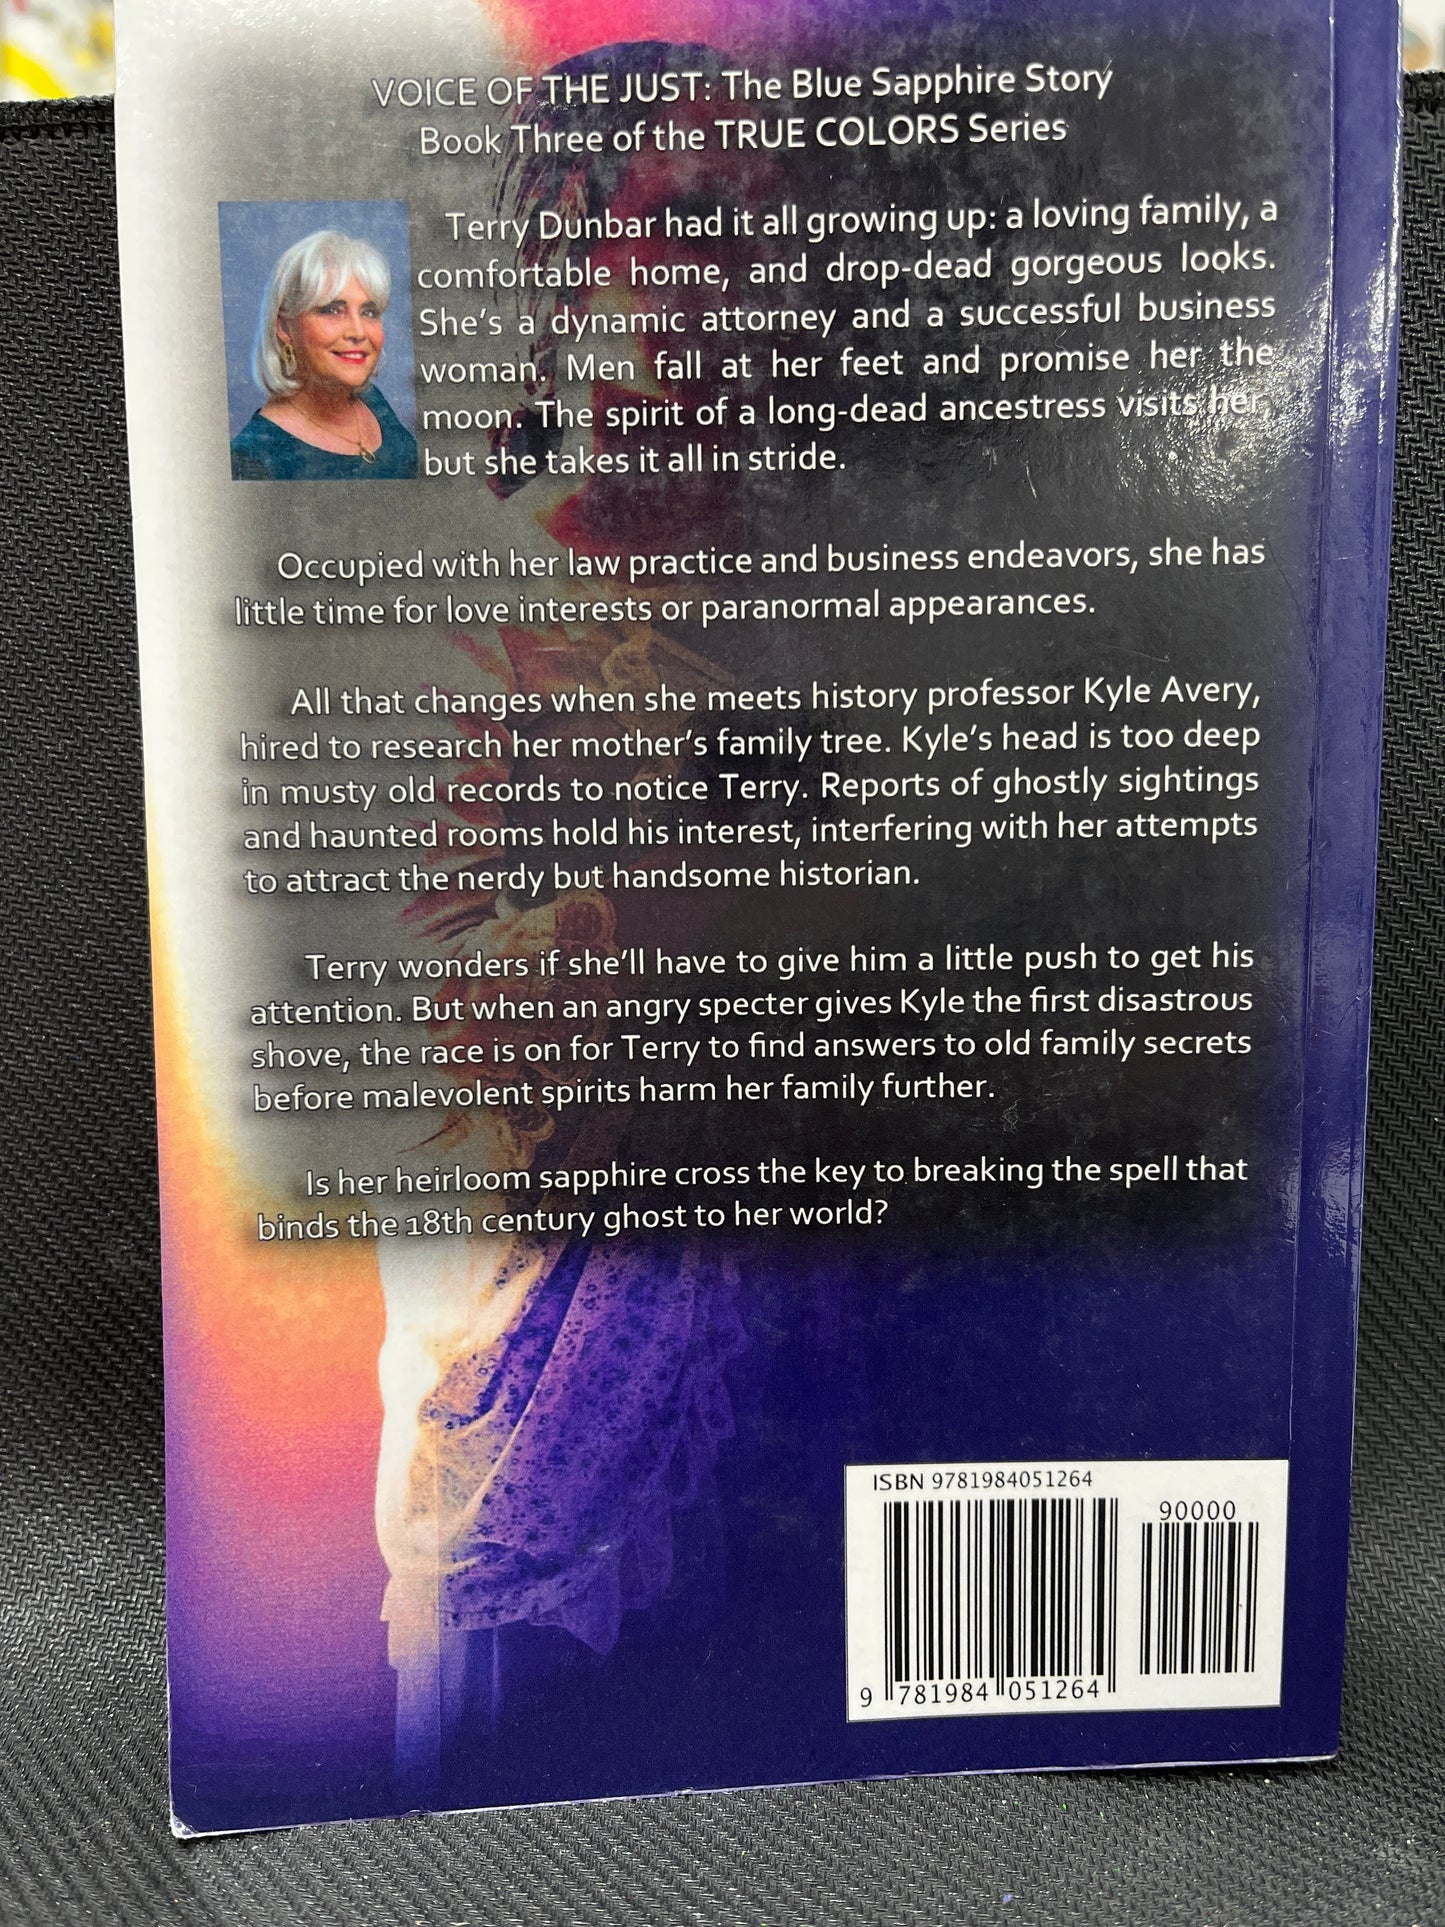 VOICE OF THE JUST: The Blue Sapphire Story
Book Three of the TRUE COLORS Series
Terry Dunbar had it all growing up: a loving family, a
comfortable home, and drop-dead gorgeous looks.
She's a dynamic attorney and a successful business
woman. Men fall at her feet and promise her the
moon. The spirit of a long-dead ancestress visits her,
but she takes it all in stride.
Occupied with her law practice and business endeavors, she has
little time for love interests or paranormal appearances.
All that changes when she meets history professor Kyle Avery,
hired to research her mother's family tree. Kyle's head is too deep
in musty old records to notice Terry. Reports of ghostly sightings
and haunted rooms hold his interest, interfering with her attempts
to attract the nerdy but handsome historian.
Terry wonders if she'll have to give him a little push to get his
attention. But when an angry specter gives Kyle the first disastrous
shove, the race is on for Terry to find answers to old family secrets
before malevolent spirits harm her family further.
Is her heirloom sapphire cross the key to breaking the spell that
binds the 18th century ghost to her world?
ISBN 9781984051264
90000
9 781984 051264